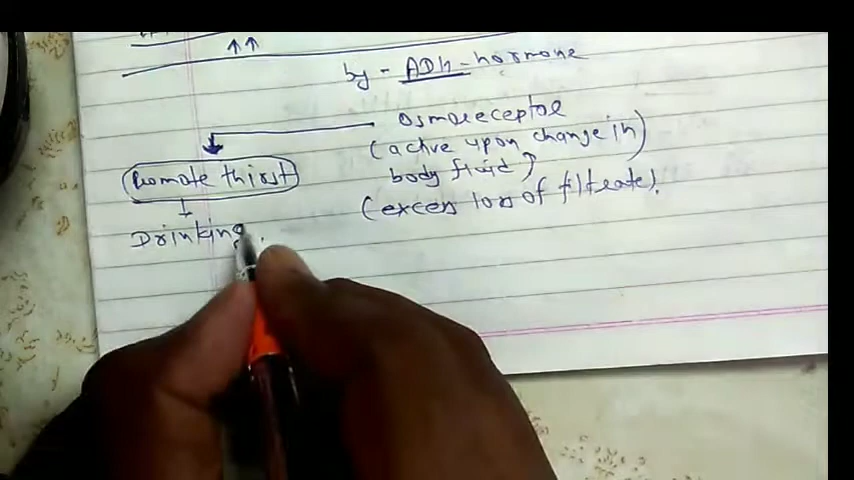 by - ADH - hormone
osmoreceptor
(active upon change in)
Promote thirst
body fluid
(excess loss of filtrate).
Drinking